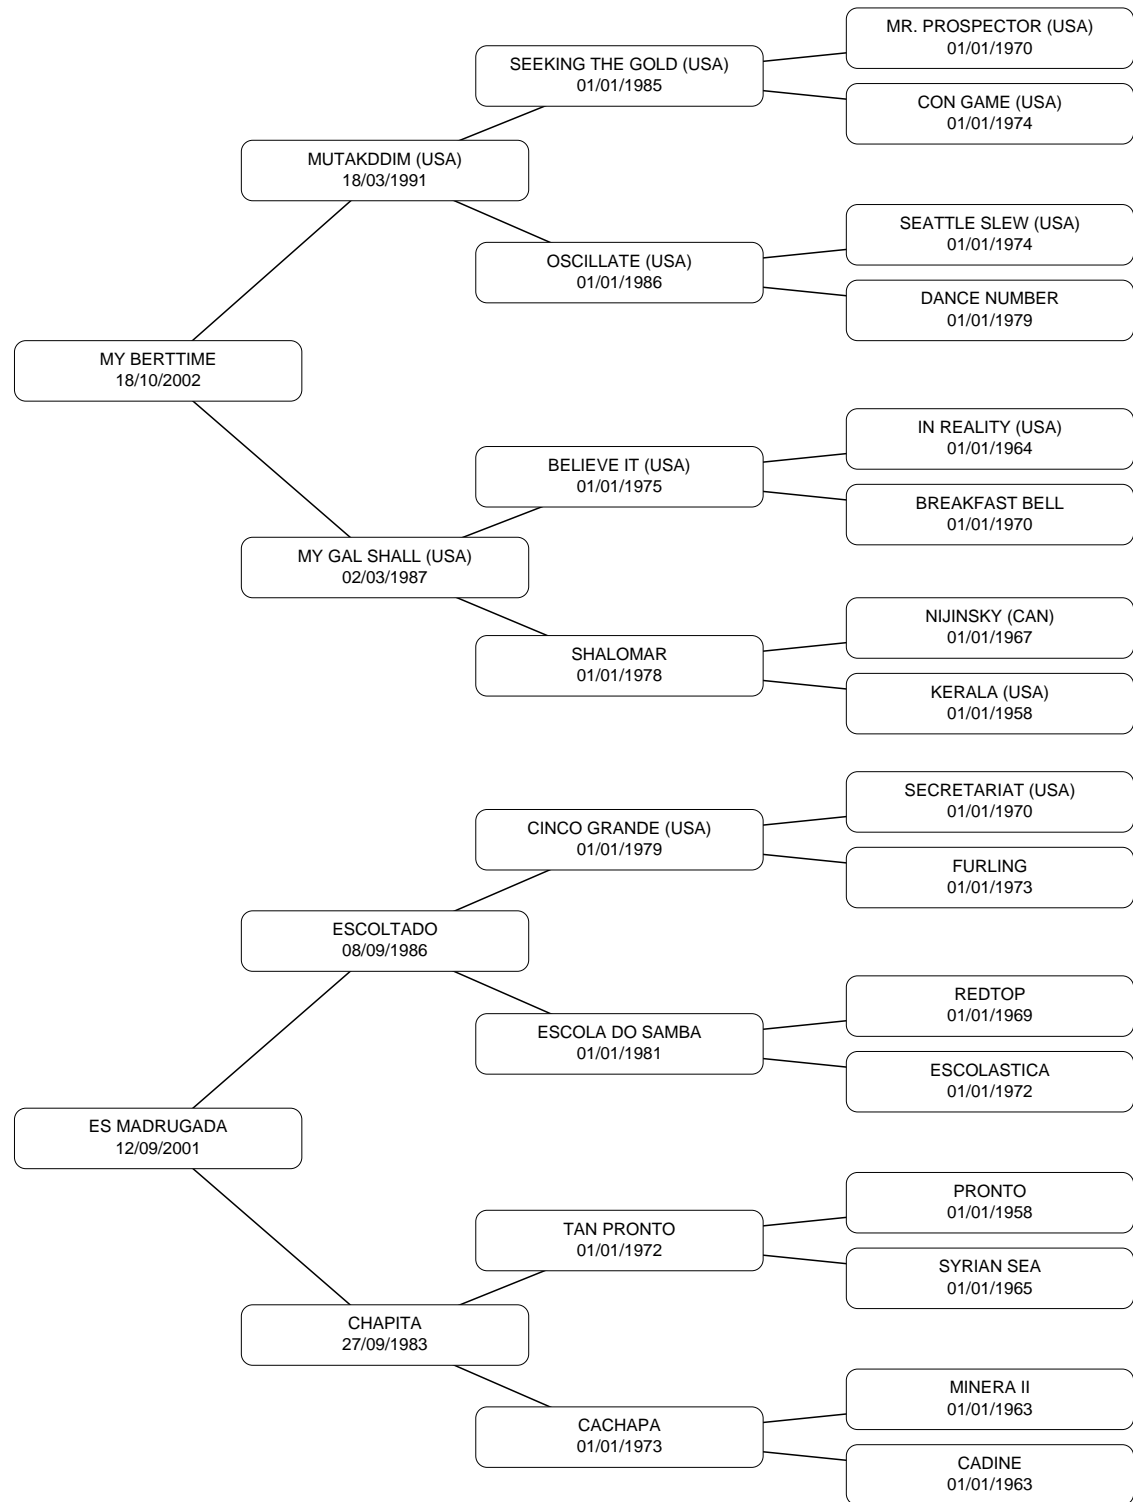 MR. PROSPECTOR (USA)
01/01/1970
SEEKING THE GOLD (USA)
01/01/1985
CON GAME (USA)
01/01/1974
MUTAKDDIM (USA)
18/03/1991
SEATTLE SLEW (USA)
01/01/1974
OSCILLATE (USA)
01/01/1986
DANCE NUMBER
01/01/1979
MY BERTTIME
18/10/2002
IN REALITY (USA)
01/01/1964
BELIEVE IT (USA)
01/01/1975
BREAKFAST BELL
01/01/1970
MY GAL SHALL (USA)
02/03/1987
NIJINSKY (CAN)
01/01/1967
SHALOMAR
01/01/1978
KERALA (USA)
01/01/1958
SECRETARIAT (USA)
01/01/1970
CINCO GRANDE (USA)
01/01/1979
FURLING
01/01/1973
ESCOLTADO
08/09/1986
REDTOP
01/01/1969
ESCOLA DO SAMBA
01/01/1981
ESCOLASTICA
01/01/1972
ES MADRUGADA
12/09/2001
PRONTO
01/01/1958
TAN PRONTO
01/01/1972
SYRIAN SEA
01/01/1965
CHAPITA
27/09/1983
MINERA II
01/01/1963
CACHAPA
01/01/1973
CADINE
01/01/1963